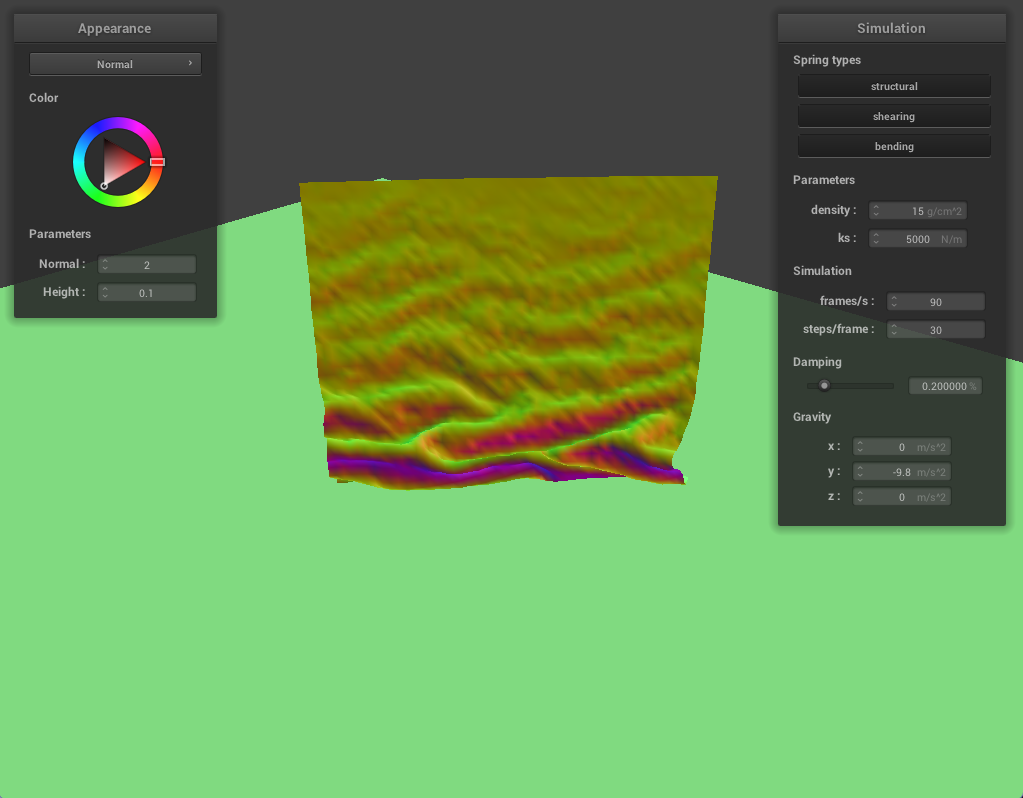 Appearance
Normal
Color
Parameters
Normal : 2
Height : 0.1
Simulation
Spring types
structural
shearing
bending
Parameters
density : 15 g/cm^2
ks : 5000 N/m
Simulation
frames/s : 90
steps/frame : 30
Damping
0.200000 %
Gravity
x : 0 m/s^2
y : -9.8 m/s^2
z : 0 m/s^2